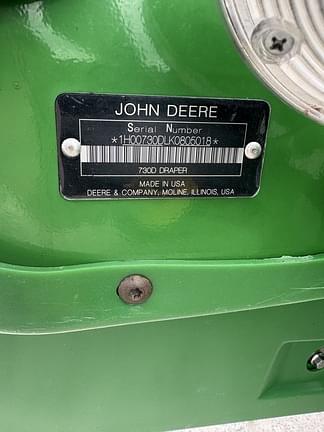 JOHN DEERE
Serial Number
*1H00730DLK0805018*
730D DRAPER
MADE IN USA
DEERE & COMPANY, MOLINE, ILLINOIS, USA